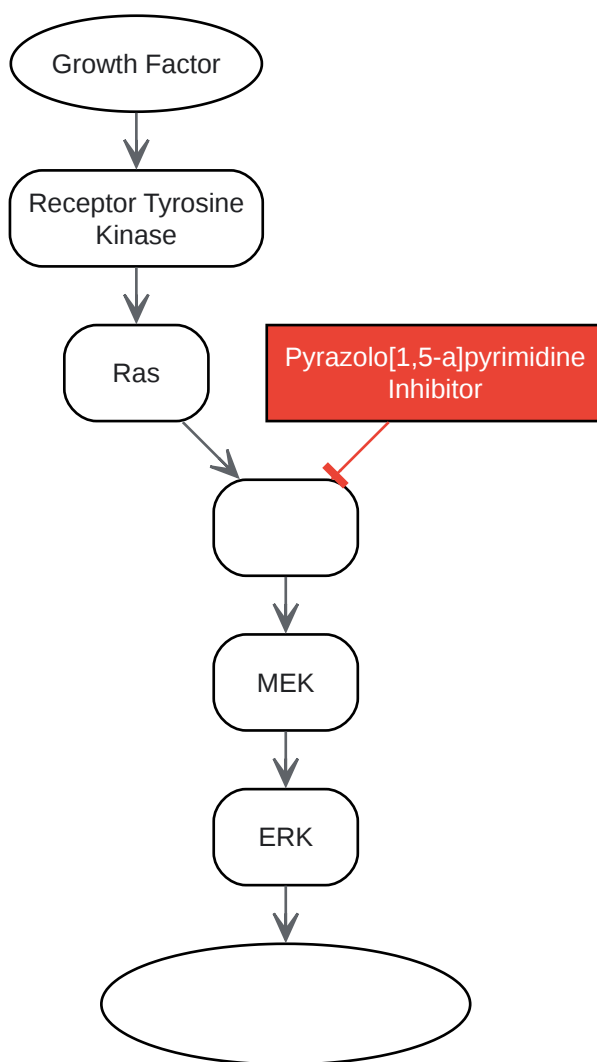 Growth Factor
Receptor Tyrosine
Kinase
Ras
Pyrazolo[1,5-a]pyrimidine
Inhibitor
MEK
ERK